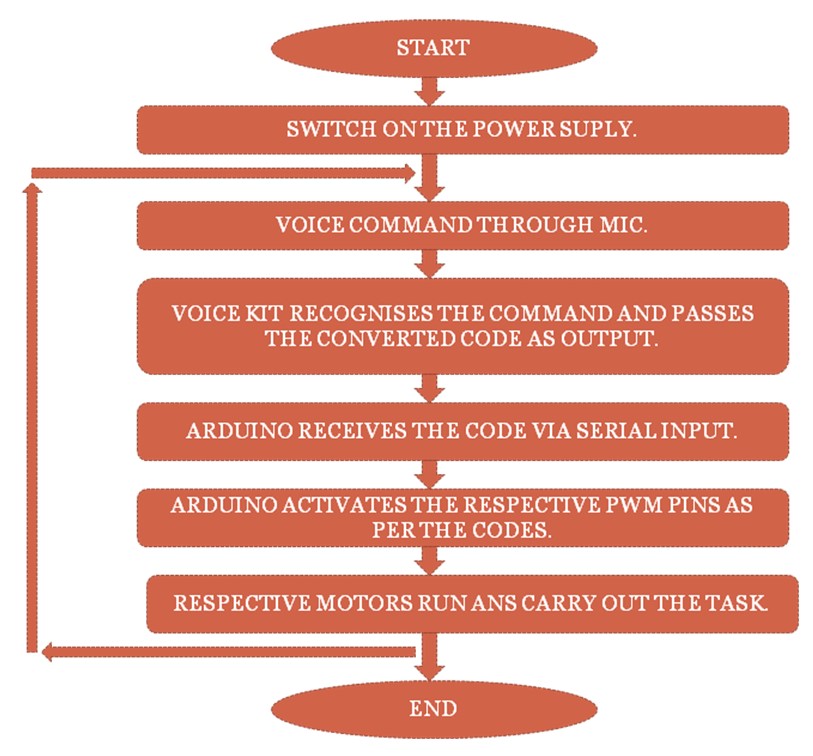 START
SWITCH ON THE POWER SUPLY.
VOICE COMMAND THROUGH MIC.
VOICE KIT RECOGNISES THE COMMAND AND PASSES
THE CONVERTED CODE AS OUTPUT.
ARDUINO RECEIVES THE CODE VIA SERIAL INPUT.
ARDUINO ACTIVATES THE RESPECTIVE PWM PINS AS
PER THE CODES.
RESPECTIVE MOTORS RUN ANS CARRY OUT THE TASK.
END